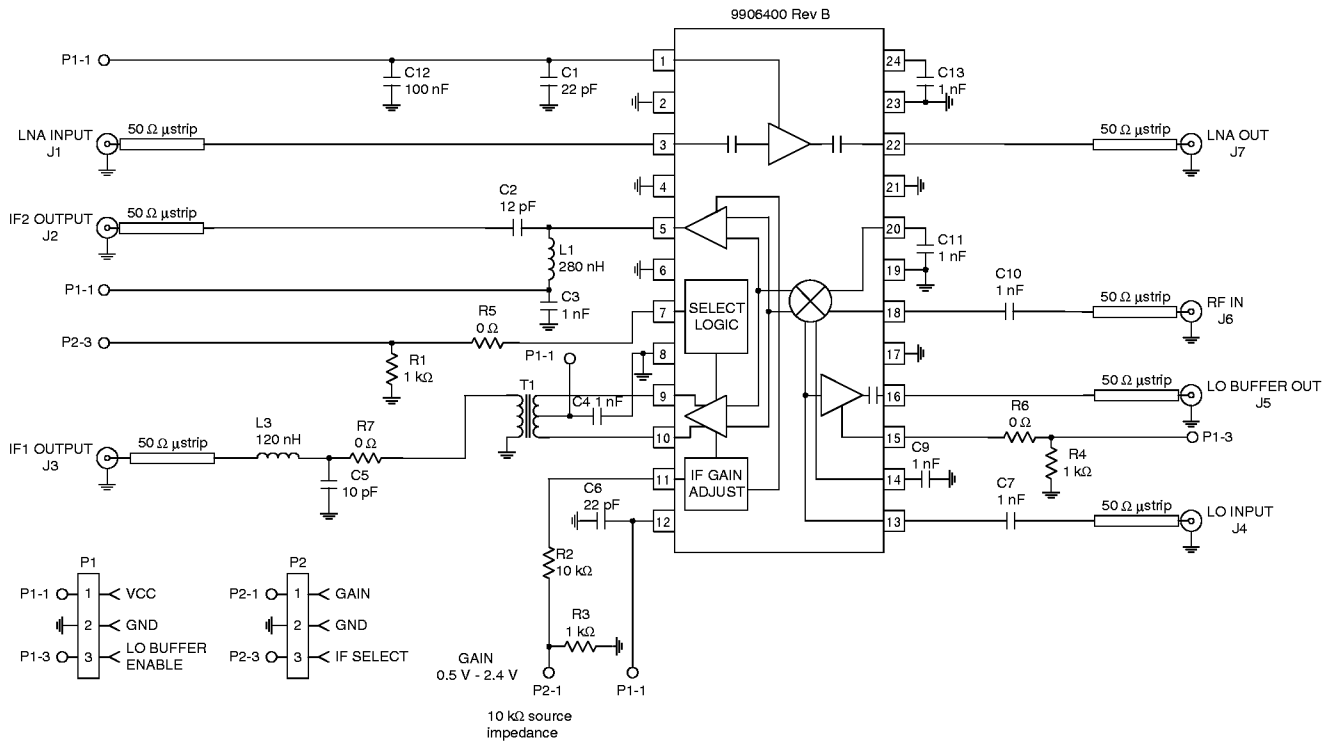 9906400 Rev B
P1-1
C12
100 nF
C1
22 pF
1
24
C13
1 nF
2
23
LNA INPUT
J1
50 Ω µstrip
3
22
50 Ω µstrip
LNA OUT
J7
4
21
IF2 OUTPUT
J2
50 Ω µstrip
C2
12 pF
5
20
C11
1 nF
L1
280 nH
6
19
P1-1
C3
1 nF
C10
1 nF
50 Ω µstrip
RF IN
J6
R5
0 Ω
7
SELECT
LOGIC
18
P2-3
R1
1 kΩ
P1-1
8
17
T1
C4 1 nF
9
16
50 Ω µstrip
LO BUFFER OUT
J5
L3
120 nH
R7
0 Ω
10
15
R6
0 Ω
P1-3
IF1 OUTPUT
J3
50 Ω µstrip
C5
10 pF
R4
1 kΩ
C9
1 nF
11
IF GAIN
ADJUST
14
C6
22 pF
12
13
C7
1 nF
50 Ω µstrip
LO INPUT
J4
R2
10 kΩ
R3
1 kΩ
P1
P1-1
1
VCC
2
GND
P1-3
3
LO BUFFER
ENABLE
P2
P2-1
1
GAIN
2
GND
P2-3
3
IF SELECT
GAIN
0.5 V - 2.4 V
P2-1
P1-1
10 kΩ source
impedance